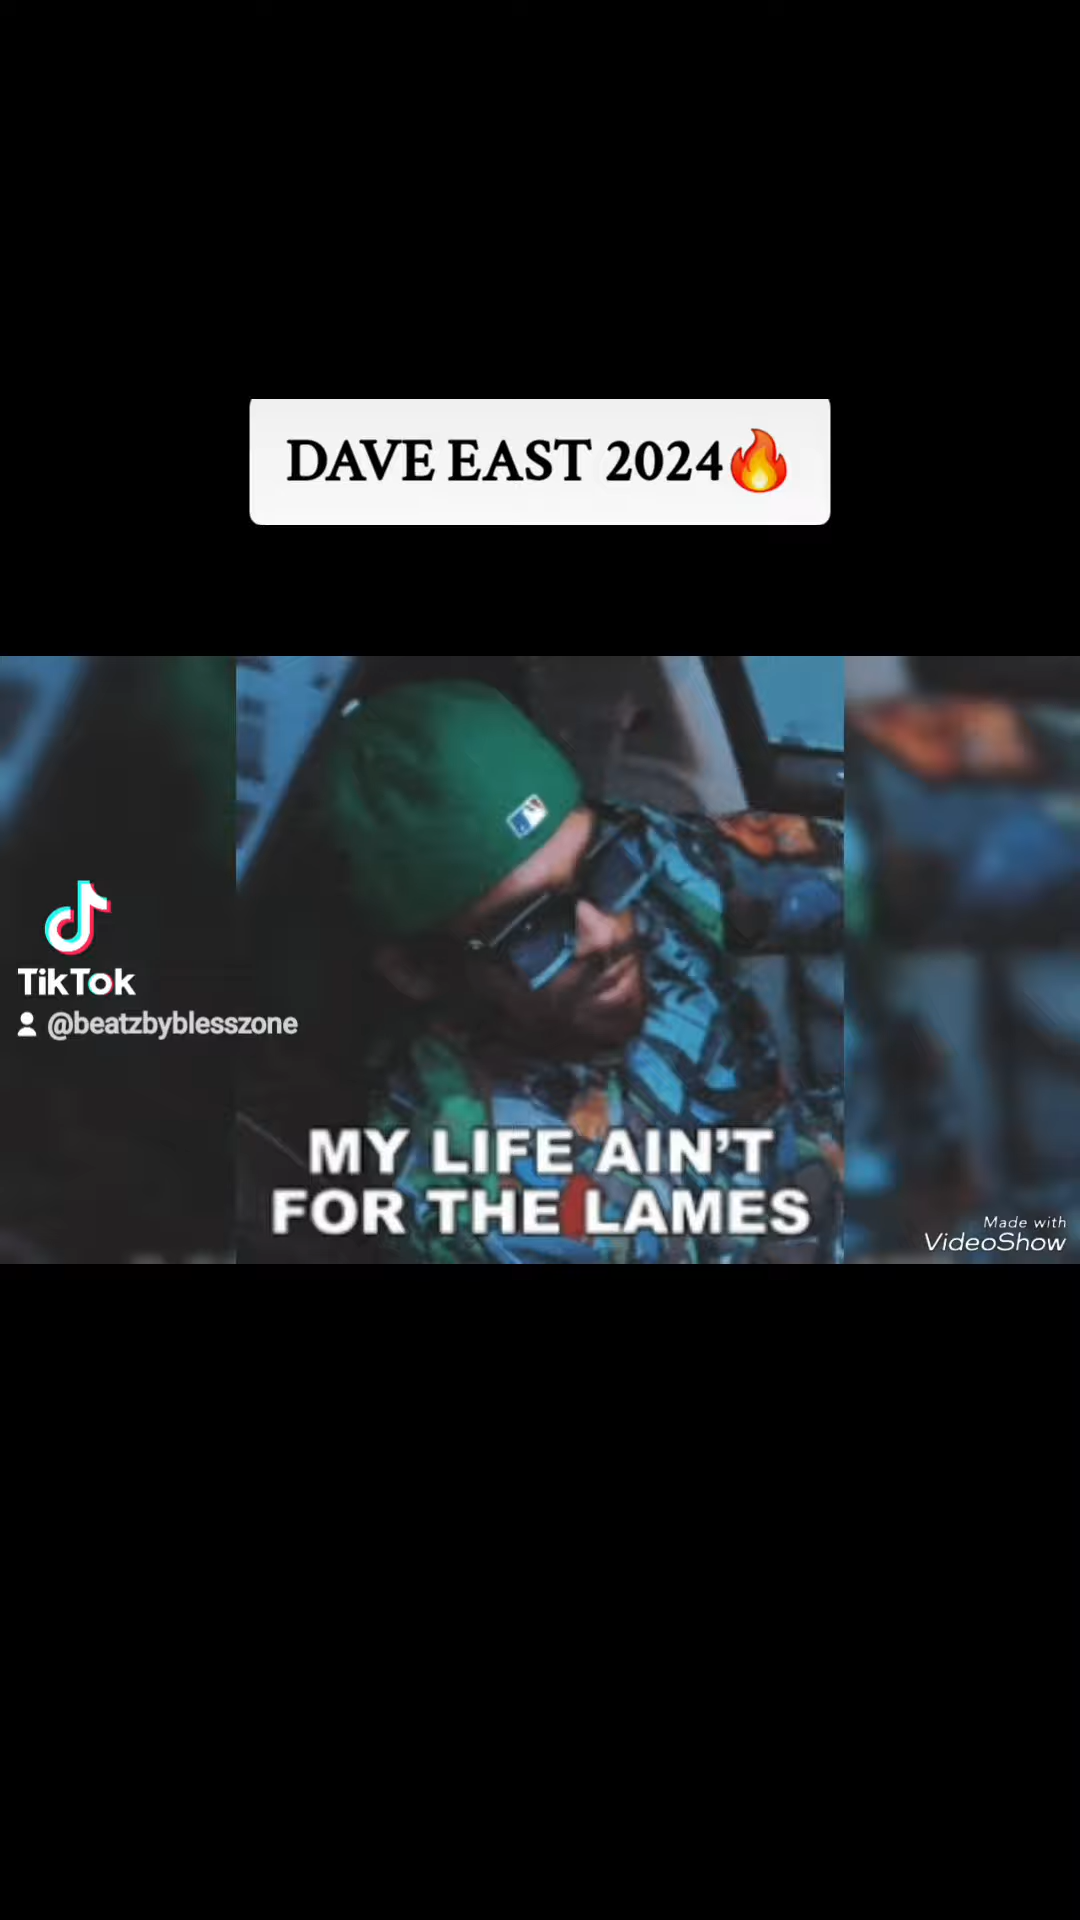 DAVE EAST 2024🔥
TikTok
@beatzbyblesszone
MY LIFE AIN’T
FOR THE LAMES
Made with
VideoShow